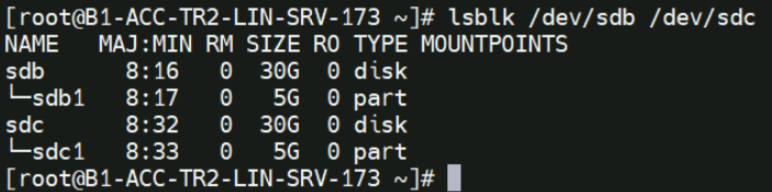 [root@B1-ACC-TR2-LIN-SRV-173 ~]# lsblk /dev/sdb /dev/sdc
NAME   MAJ:MIN RM SIZE RO TYPE MOUNTPOINTS
sdb      8:16   0  30G  0 disk
└─sdb1   8:17   0   5G  0 part
sdc      8:32   0  30G  0 disk
└─sdc1   8:33   0   5G  0 part
[root@B1-ACC-TR2-LIN-SRV-173 ~]#